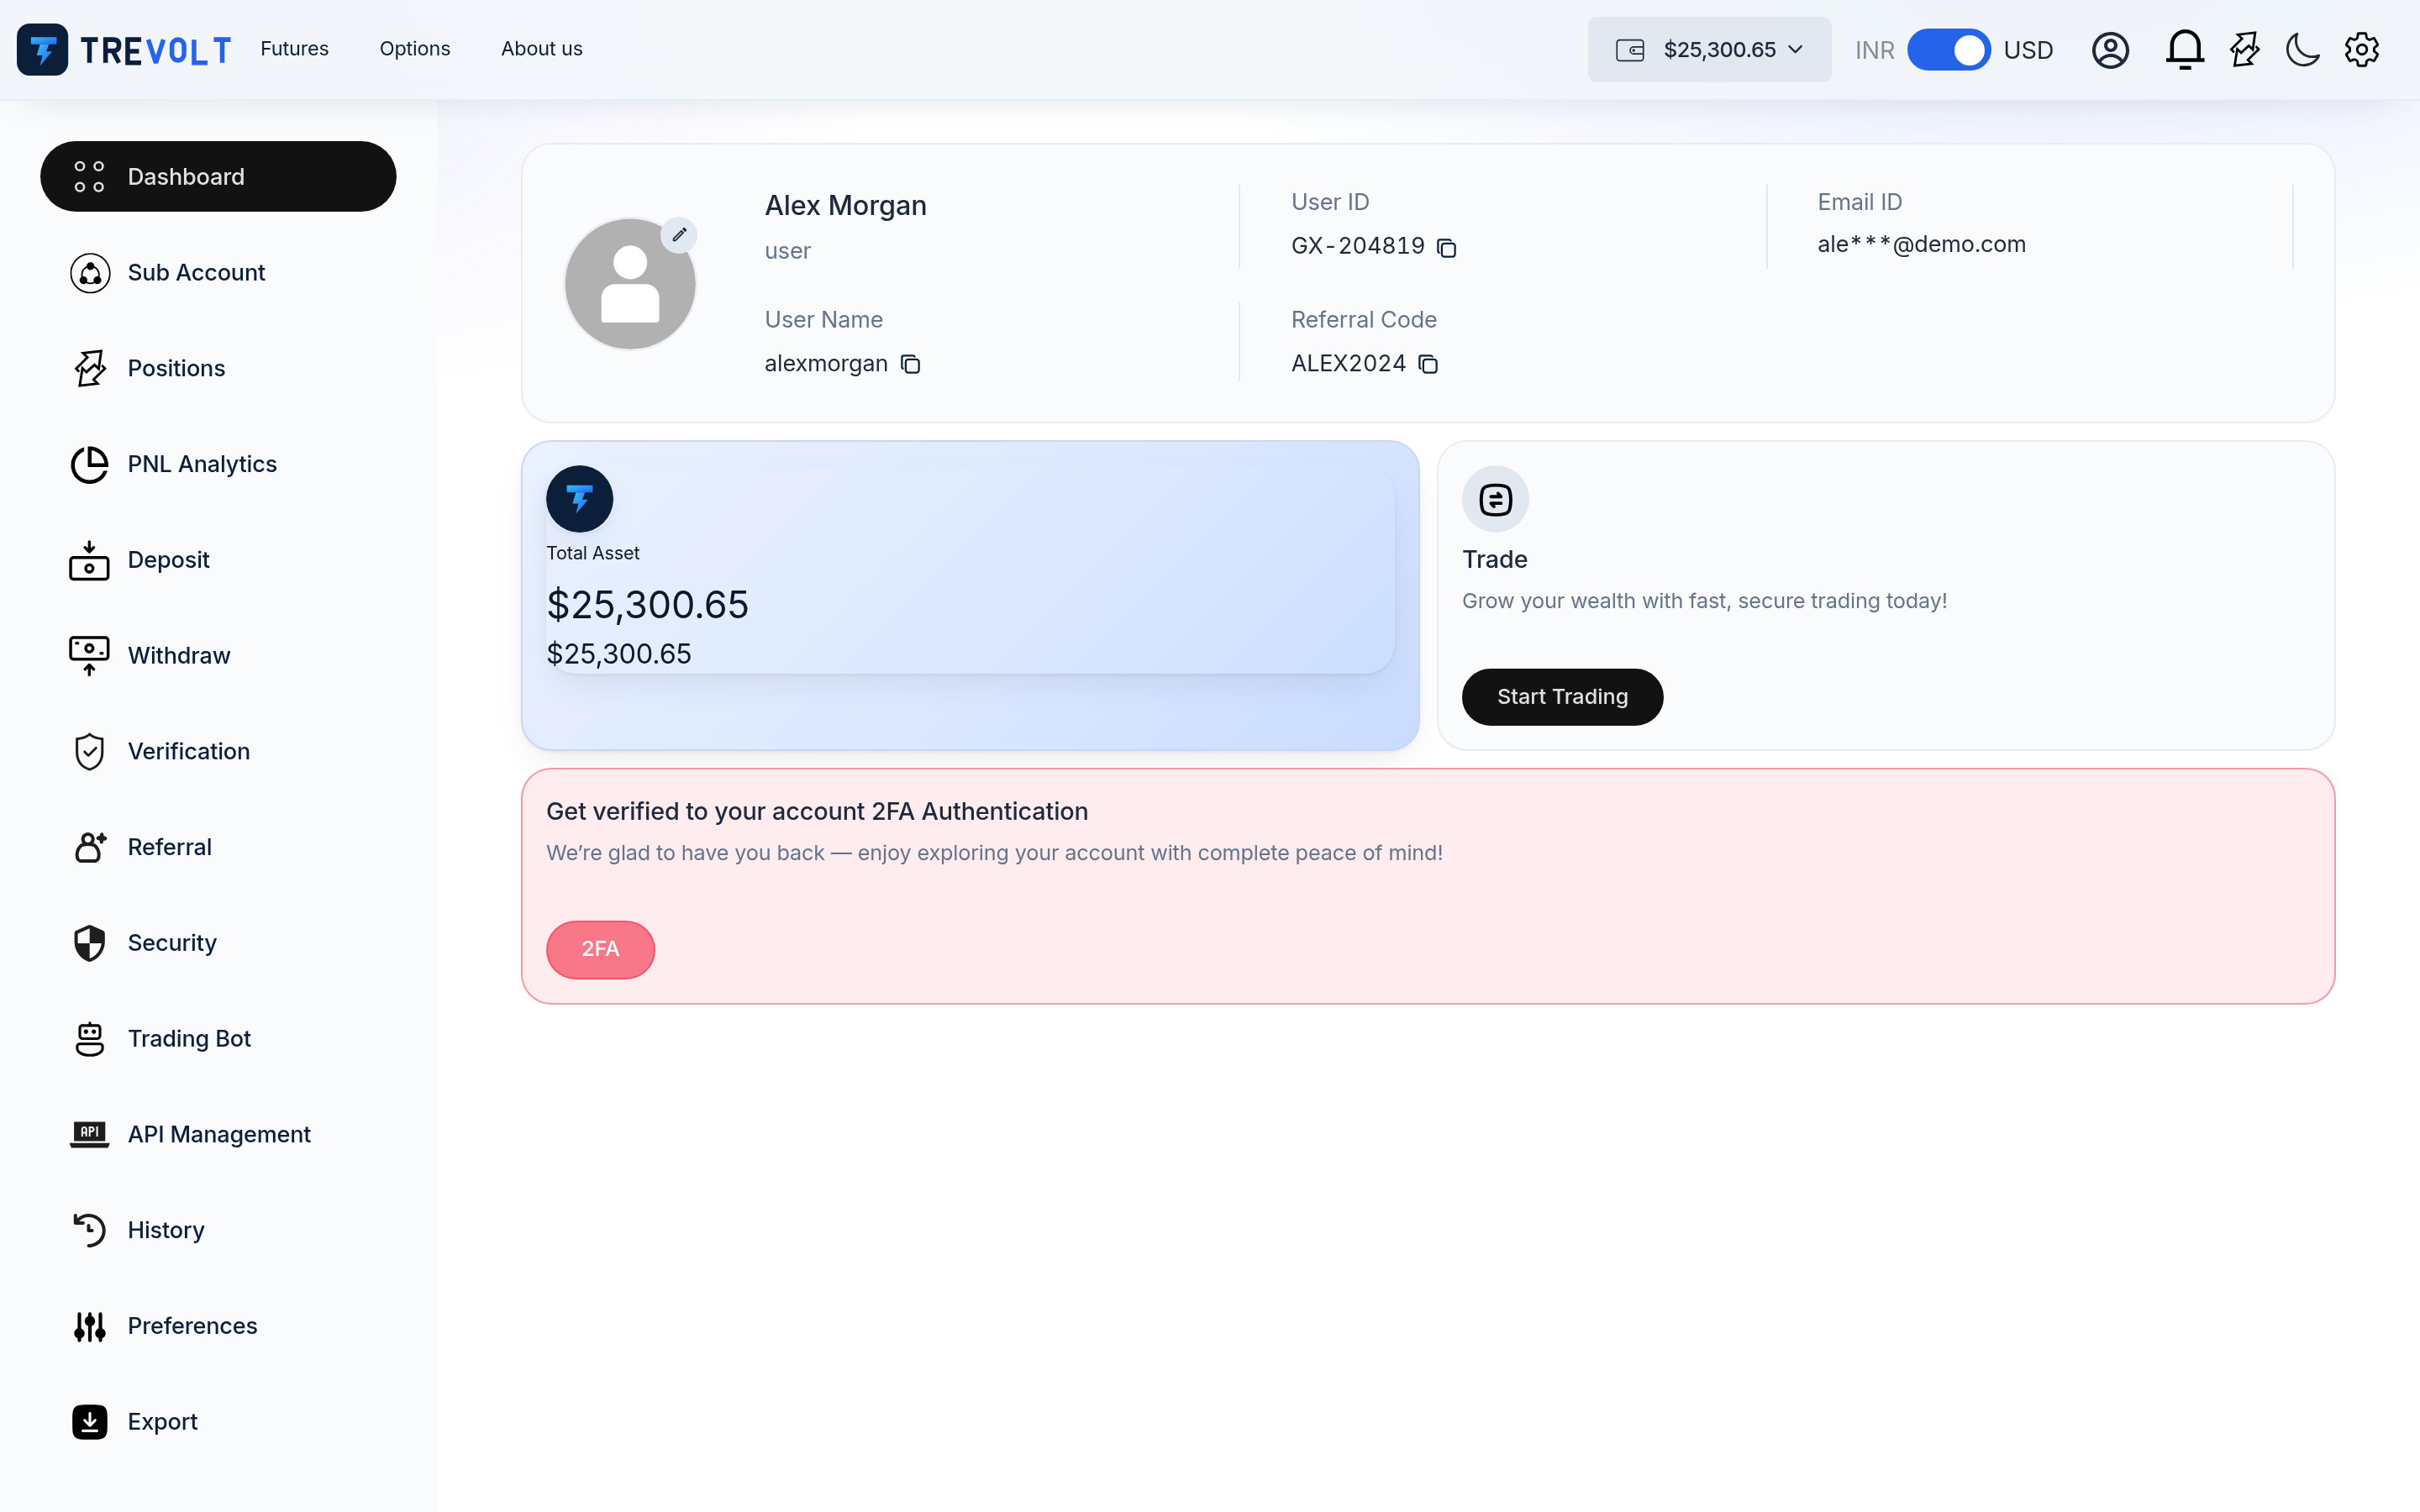 TREVOLT Futures Options About us $25,300.65 INR USD
Dashboard
Sub Account
Positions
PNL Analytics
Deposit
Withdraw
Verification
Referral
Security
Trading Bot
API API Management
History
Preferences
Export
Alex Morgan
user
User ID
GX-204819
Email ID
ale***@demo.com
User Name
alexmorgan
Referral Code
ALEX2024
Total Asset
$25,300.65
$25,300.65
Trade
Grow your wealth with fast, secure trading today!
Start Trading
Get verified to your account 2FA Authentication
We’re glad to have you back — enjoy exploring your account with complete peace of mind!
2FA